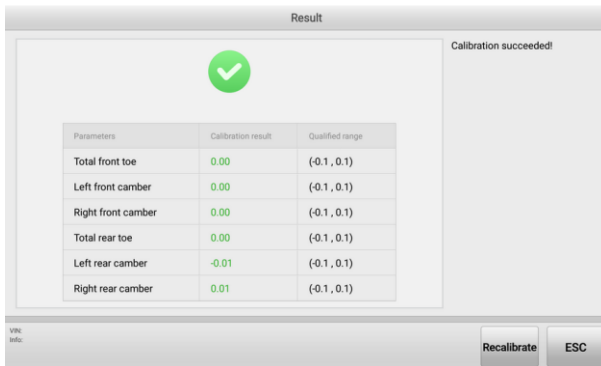 Result
Calibration succeeded!
Parameters Calibration result Qualified range
Total front toe 0.00 (-0.1 , 0.1)
Left front camber 0.00 (-0.1 , 0.1)
Right front camber 0.00 (-0.1 , 0.1)
Total rear toe 0.00 (-0.1 , 0.1)
Left rear camber -0.01 (-0.1 , 0.1)
Right rear camber 0.01 (-0.1 , 0.1)
VIN:
Info:
Recalibrate ESC